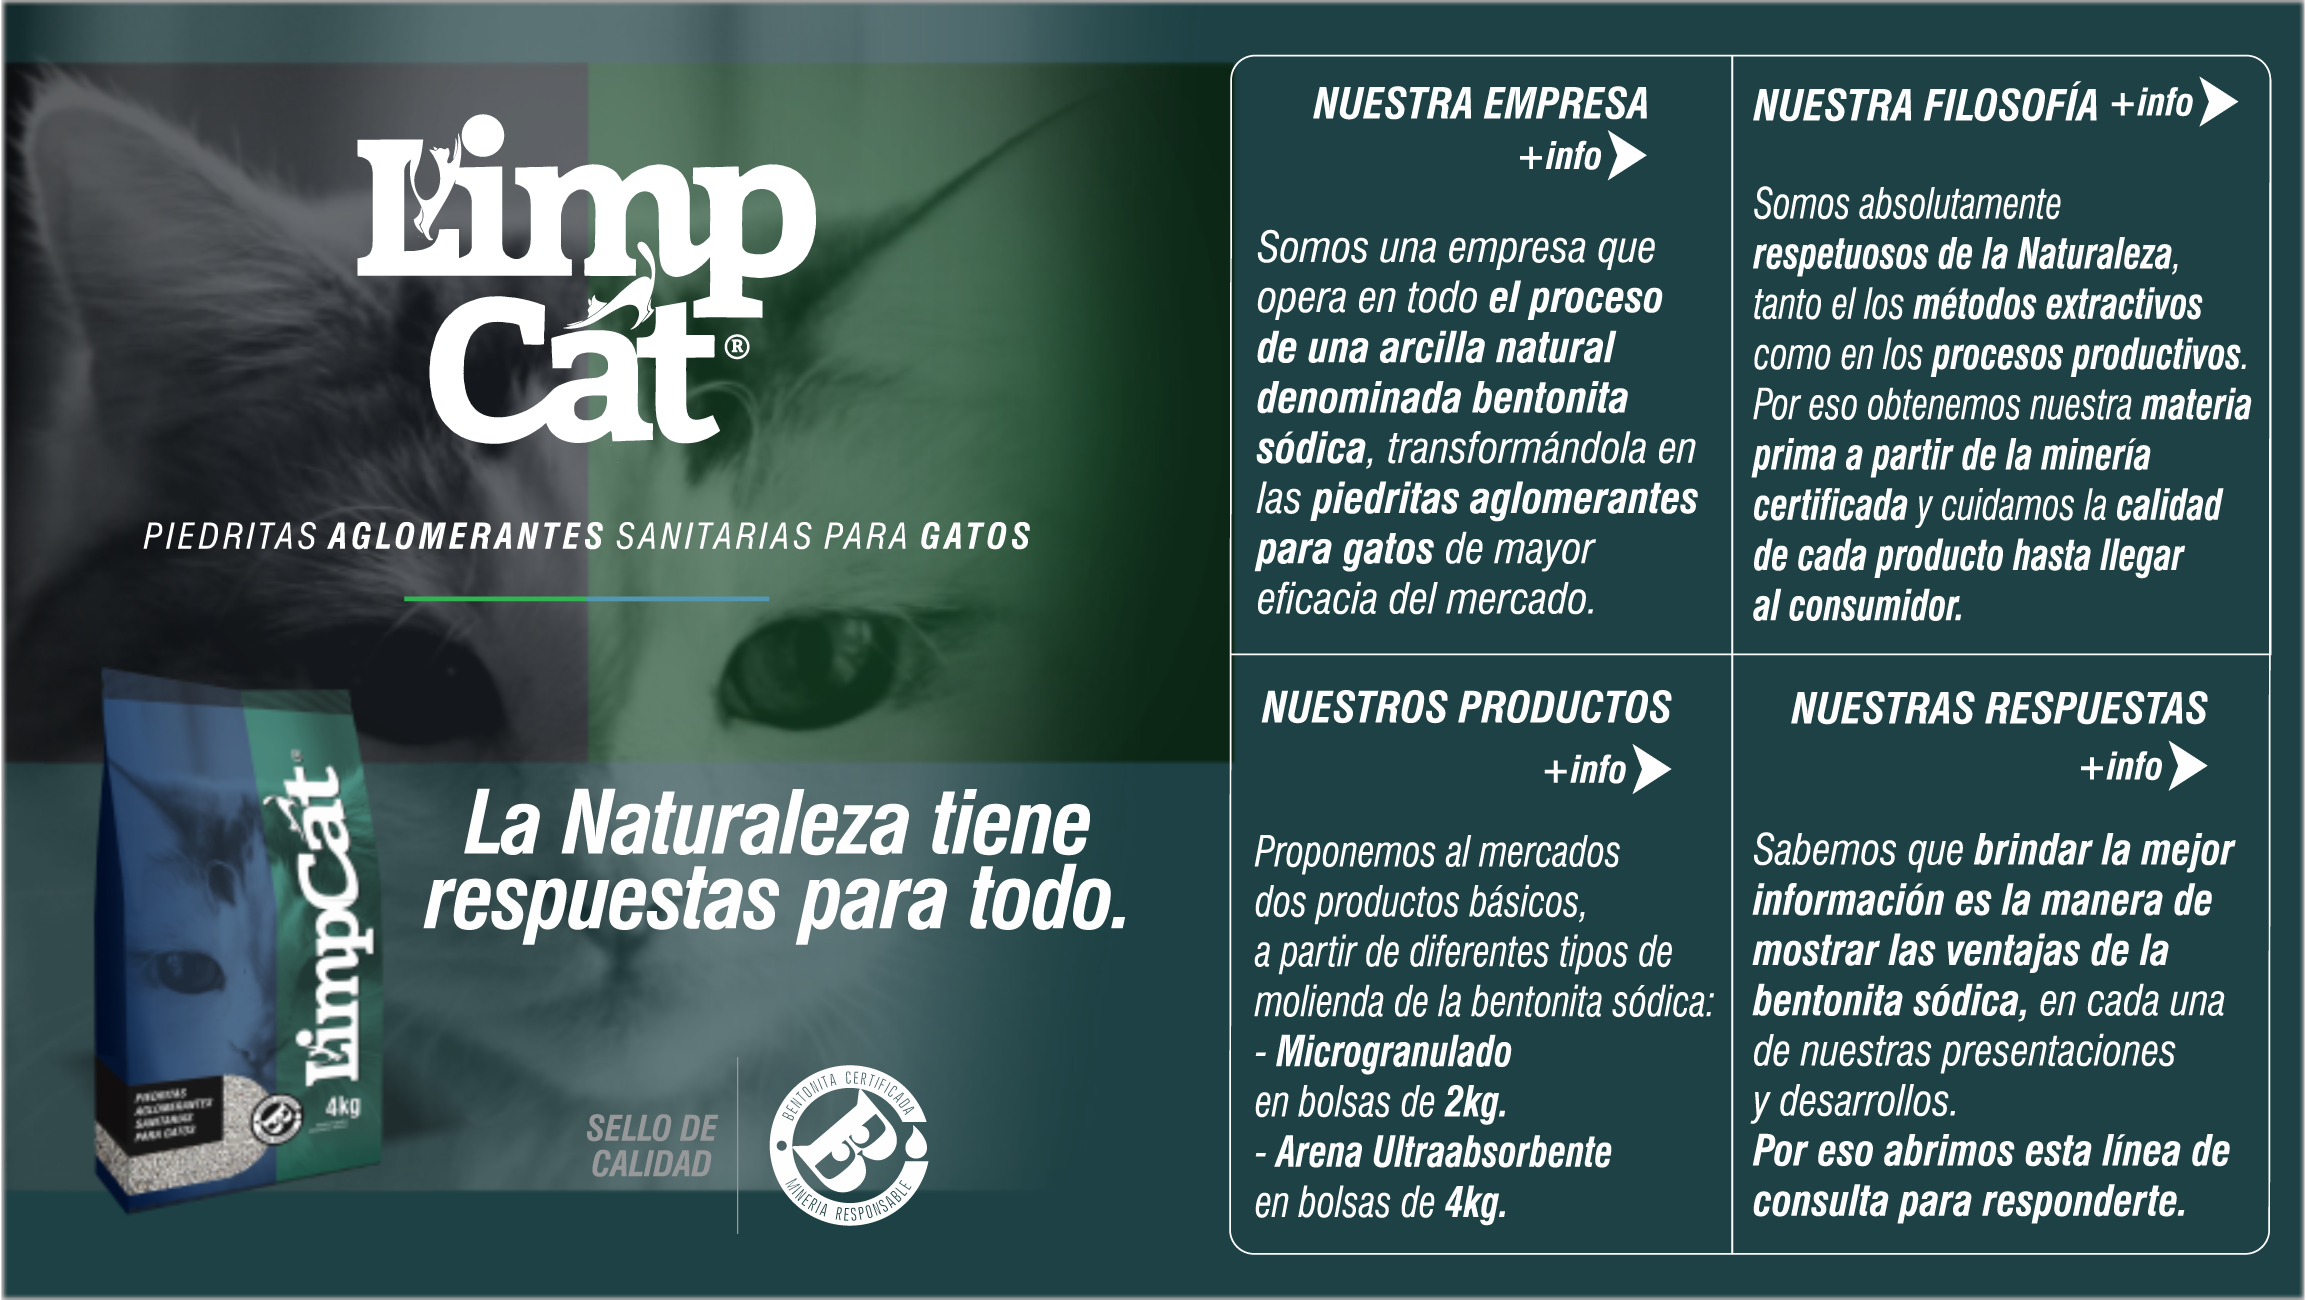 Limp
Cat®
PIEDRITAS AGLOMERANTES SANITARIAS PARA GATOS
La Naturaleza tiene
respuestas para todo.
LimpCat®
PIEDRITAS
AGLOMERANTES
SANITARIAS
PARA GATOS
4kg
SELLO DE
CALIDAD
BENTONITA CERTIFICADA
MINERIA RESPONSABLE
NUESTRA EMPRESA
+info
Somos una empresa que
opera en todo el proceso
de una arcilla natural
denominada bentonita
sódica, transformándola en
las piedritas aglomerantes
para gatos de mayor
eficacia del mercado.
NUESTRA FILOSOFÍA +info
Somos absolutamente
respetuosos de la Naturaleza,
tanto el los métodos extractivos
como en los procesos productivos.
Por eso obtenemos nuestra materia
prima a partir de la minería
certificada y cuidamos la calidad
de cada producto hasta llegar
al consumidor.
NUESTROS PRODUCTOS
+info
Proponemos al mercados
dos productos básicos,
a partir de diferentes tipos de
molienda de la bentonita sódica:
- Microgranulado
en bolsas de 2kg.
- Arena Ultraabsorbente
en bolsas de 4kg.
NUESTRAS RESPUESTAS
+info
Sabemos que brindar la mejor
información es la manera de
mostrar las ventajas de la
bentonita sódica, en cada una
de nuestras presentaciones
y desarrollos.
Por eso abrimos esta línea de
consulta para responderte.